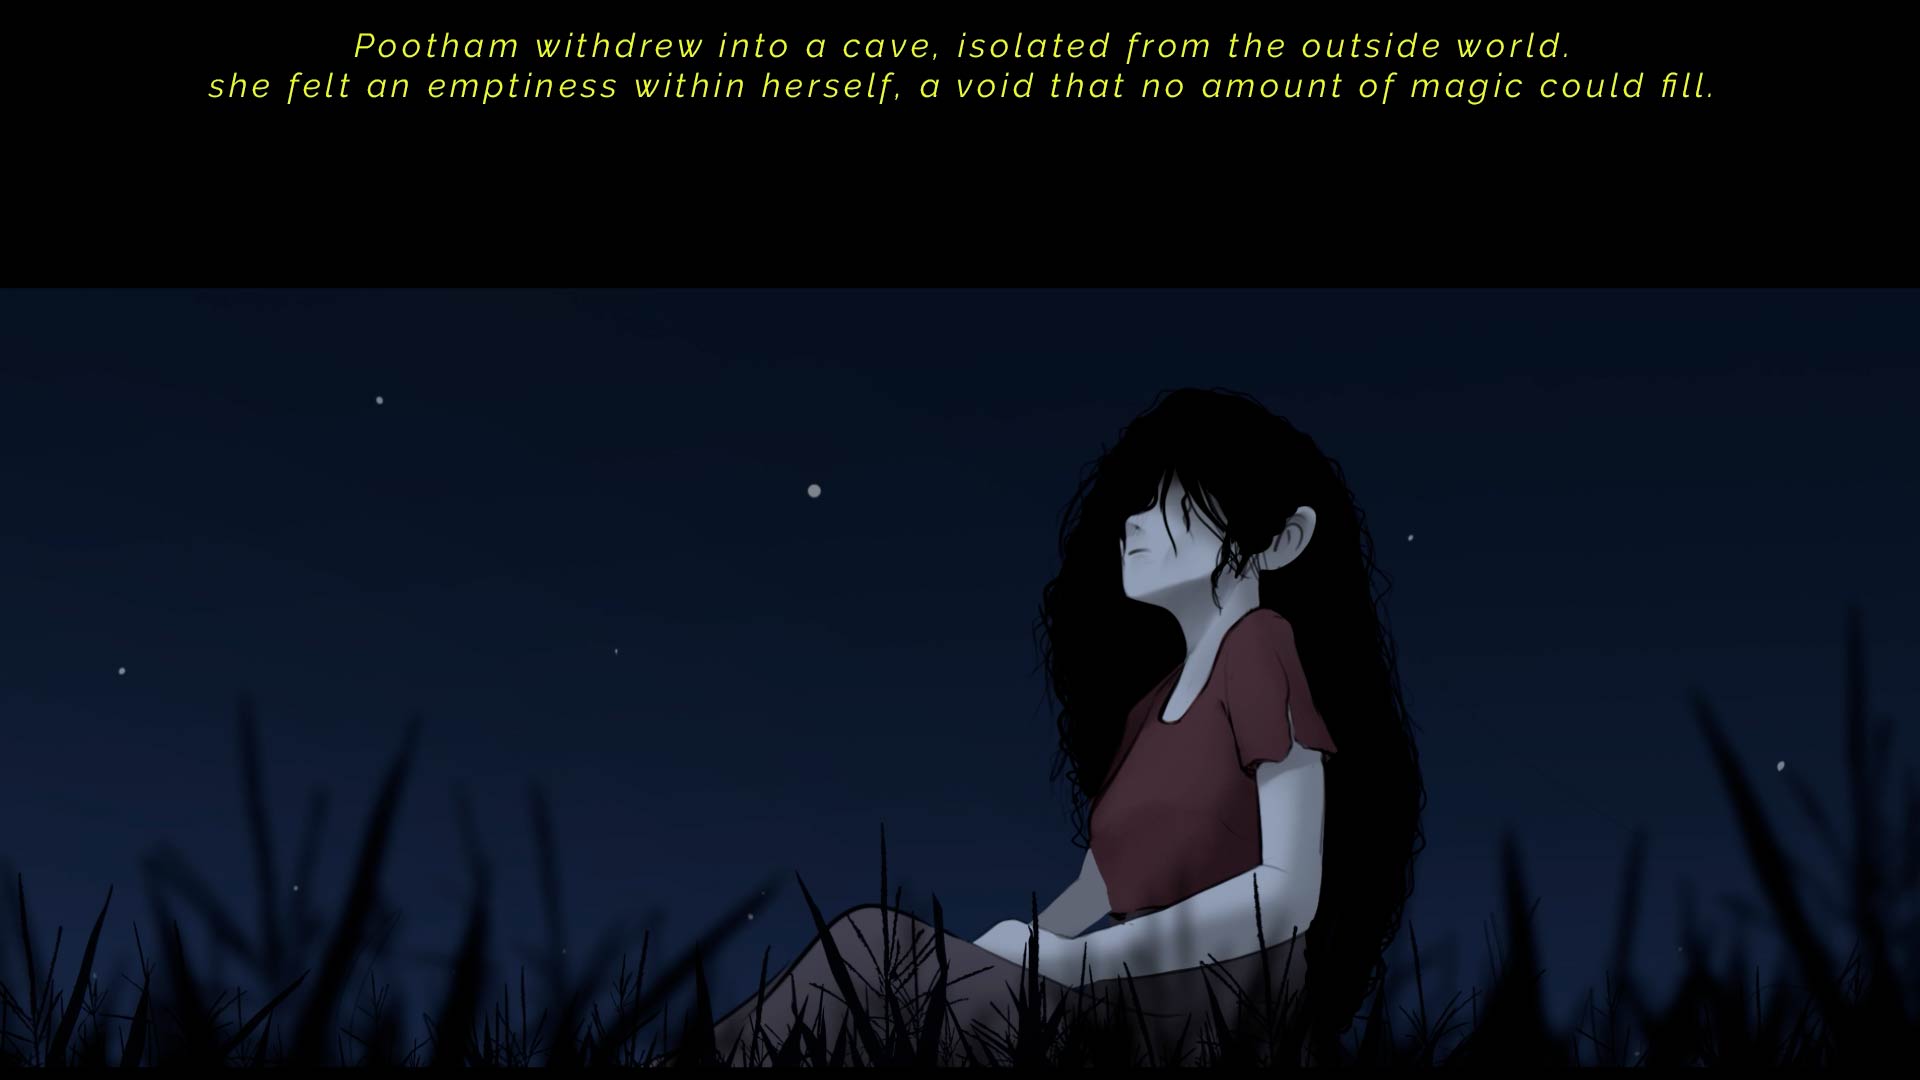 Pootham withdrew into a cave, isolated from the outside world.
she felt an emptiness within herself, a void that no amount of magic could fill.